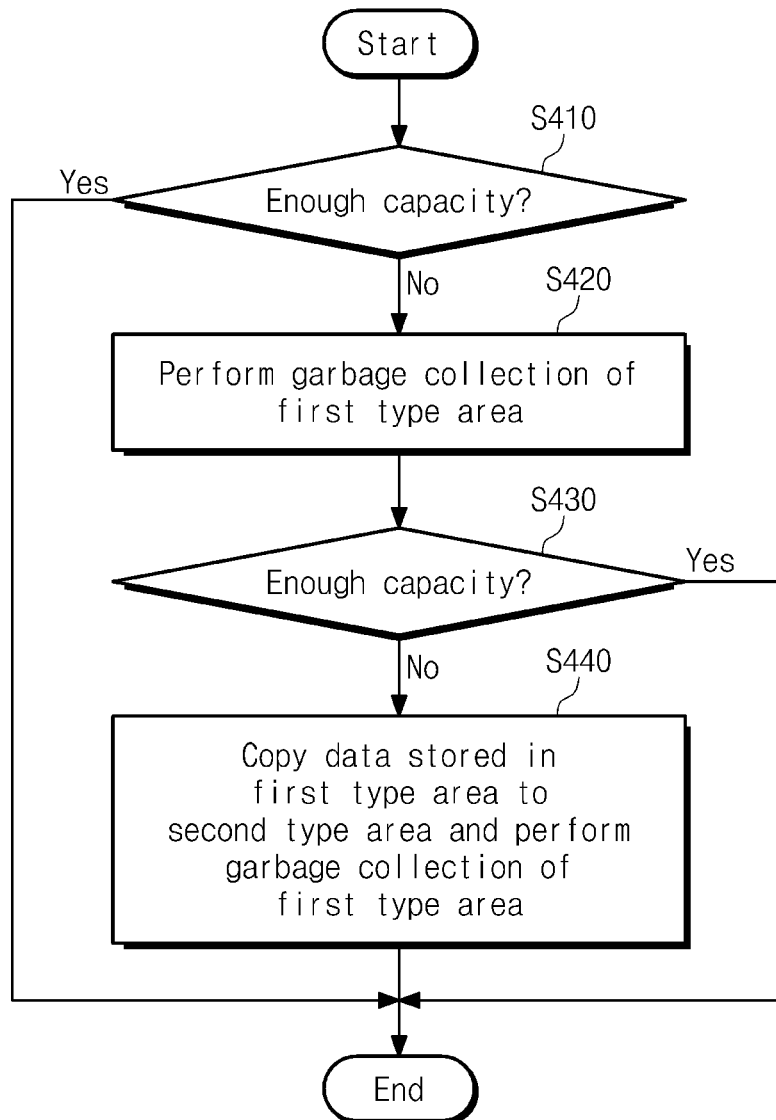 Start
S410
Yes
Enough capacity?
No
S420
Perform garbage collection of
first type area
S430
Yes
Enough capacity?
No
S440
Copy data stored in
first type area to
second type area and perform
garbage collection of
first type area
End